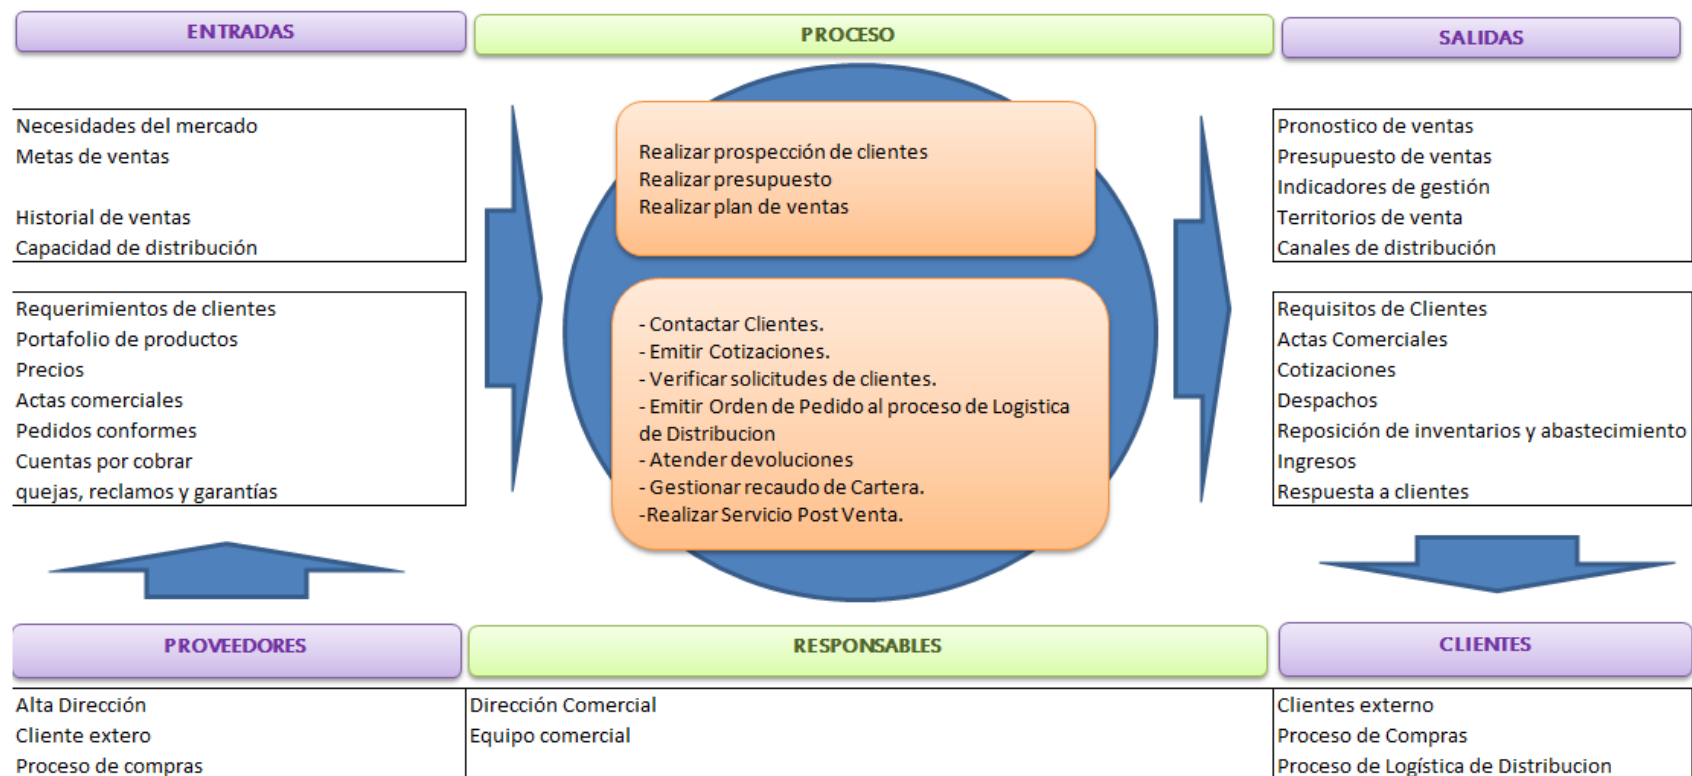 ENTRADAS
PROCESO
SALIDAS
Necesidades del mercado
Metas de ventas
Historial de ventas
Capacidad de distribución
Requerimientos de clientes
Portafolio de productos
Precios
Actas comerciales
Pedidos conformes
Cuentas por cobrar
quejas, reclamos y garantías
Realizar prospección de clientes
Realizar presupuesto
Realizar plan de ventas
- Contactar Clientes.
- Emitir Cotizaciones.
- Verificar solicitudes de clientes.
- Emitir Orden de Pedido al proceso de Logistica
de Distribucion
- Atender devoluciones
- Gestionar recaudo de Cartera.
-Realizar Servicio Post Venta.
Pronostico de ventas
Presupuesto de ventas
Indicadores de gestión
Territorios de venta
Canales de distribución
Requisitos de Clientes
Actas Comerciales
Cotizaciones
Despachos
Reposición de inventarios y abastecimiento
Ingresos
Respuesta a clientes
PROVEEDORES
RESPONSABLES
CLIENTES
Alta Dirección
Cliente extero
Proceso de compras
Dirección Comercial
Equipo comercial
Clientes externo
Proceso de Compras
Proceso de Logística de Distribucion